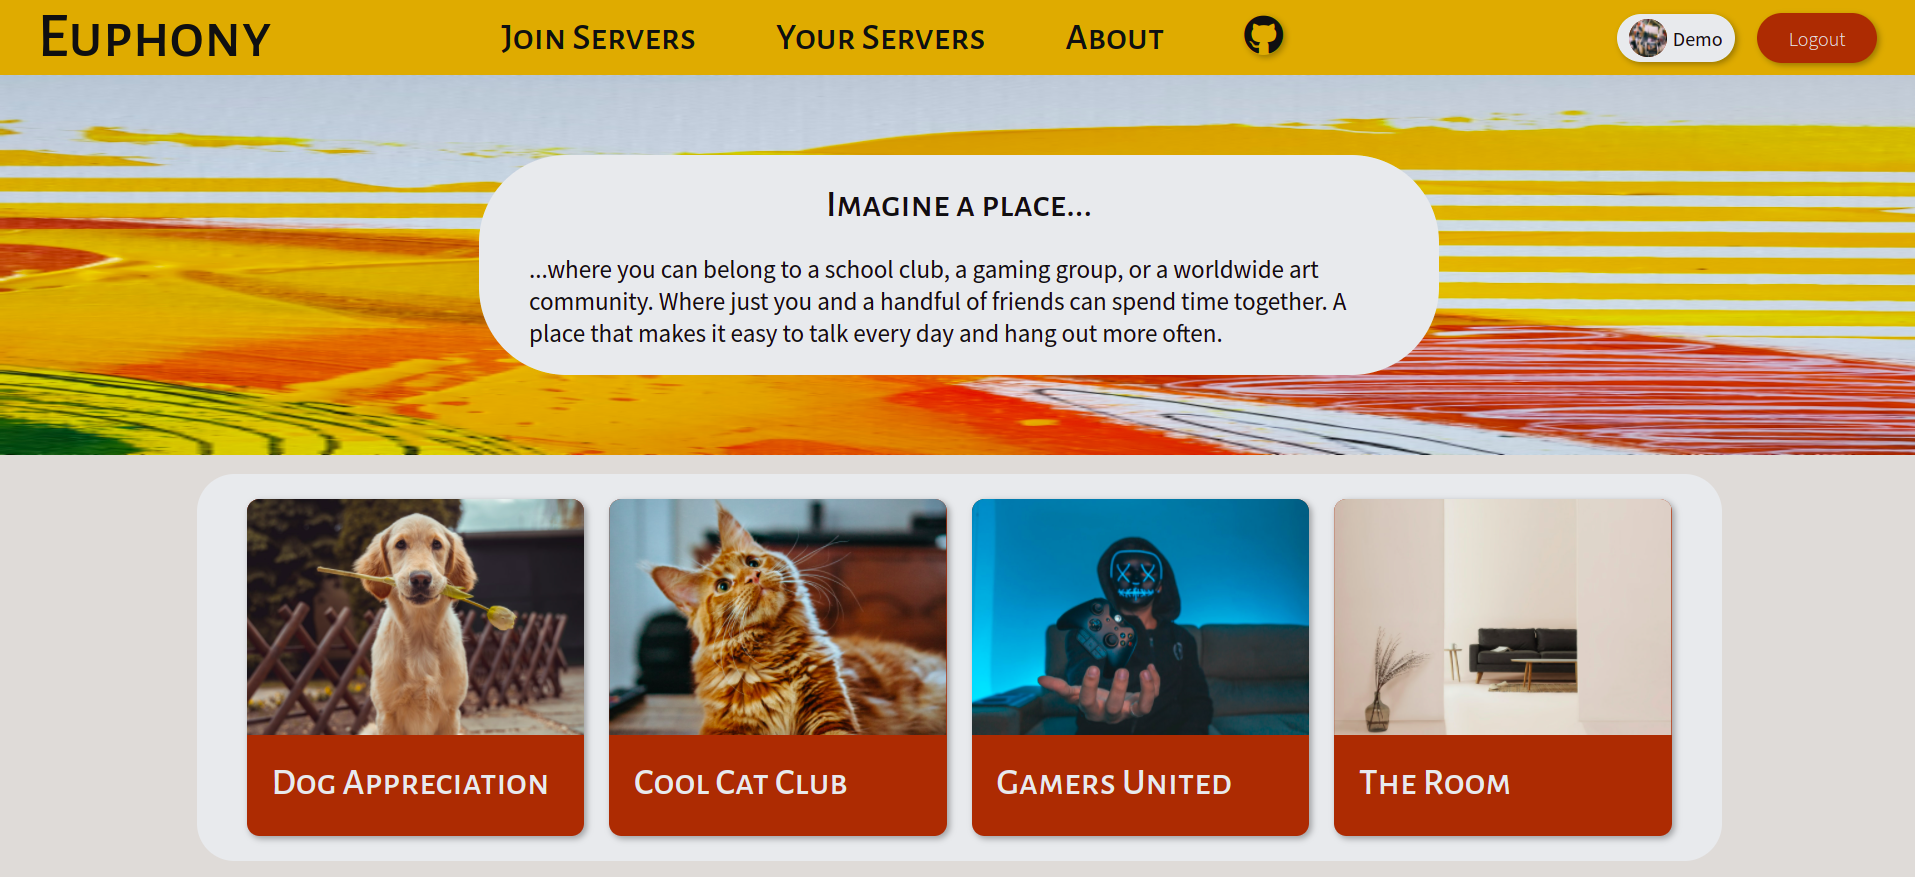 Euphony
Join Servers
Your Servers
About
Demo
Logout
Imagine a place...
...where you can belong to a school club, a gaming group, or a worldwide art
community. Where just you and a handful of friends can spend time together. A
place that makes it easy to talk every day and hang out more often.
Dog Appreciation
Cool Cat Club
Gamers United
The Room